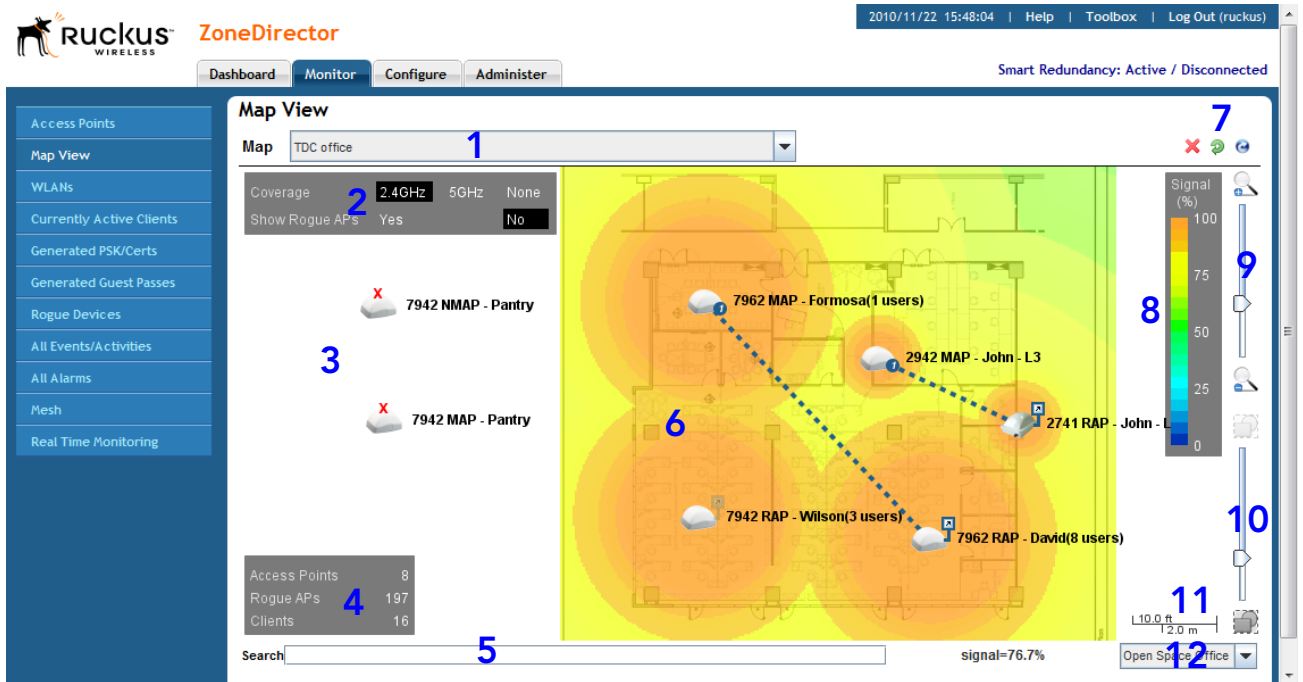 2010/11/22 15:48:04 | Help | Toolbox | Log Out (ruckus)
RUCKUS WIRELESS
ZoneDirector
Dashboard Monitor Configure Administer
Smart Redundancy: Active / Disconnected
Access Points
Map View
WLANs
Currently Active Clients
Generated PSK/Certs
Generated Guest Passes
Rogue Devices
All Events/Activities
All Alarms
Mesh
Real Time Monitoring
Map View
7
Map TDC office
1
Coverage 2.4GHz 5GHz None
2
Show Rogue APs Yes No
Signal
(%)
100
75
50
25
0
8
9
X
7942 NMAP - Pantry
3
X
7942 MAP - Pantry
7962 MAP - Formosa(1 users)
1
2942 MAP - John - L3
1
2741 RAP - John - L
6
7942 RAP - Wilson(3 users)
7962 RAP - David(8 users)
10
Access Points 8
Rogue APs 197
4
Clients 16
11
10.0 ft
2.0 m
Search
5
signal=76.7%
Open Space Office
12